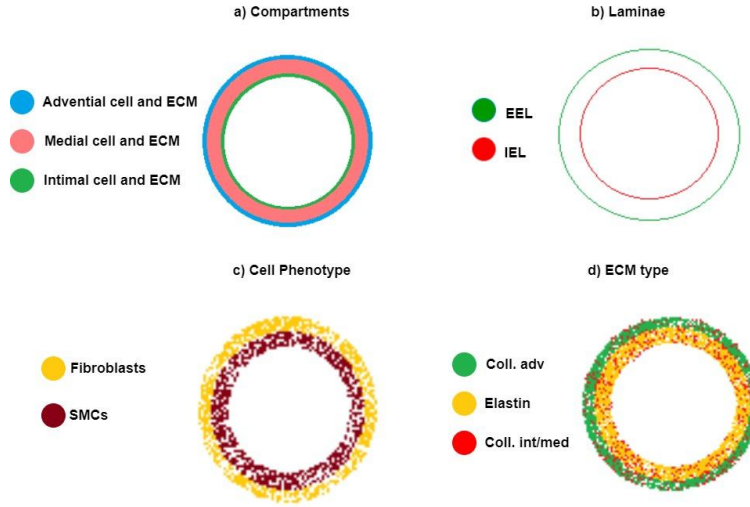 a) Compartments
Advential cell and ECM
Medial cell and ECM
Intimal cell and ECM
b) Laminae
EEL
IEL
c) Cell Phenotype
Fibroblasts
SMCs
d) ECM type
Coll. adv
Elastin
Coll. int/med